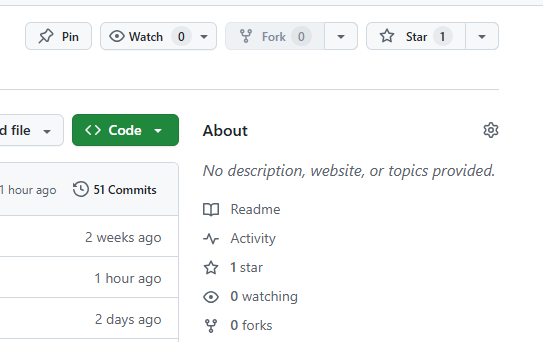 Pin Watch 0 Fork 0 Star 1
d file Code About
No description, website, or topics provided.
1 hour ago 51 Commits
Readme
2 weeks ago Activity
1 hour ago 1 star
0 watching
2 days ago 0 forks